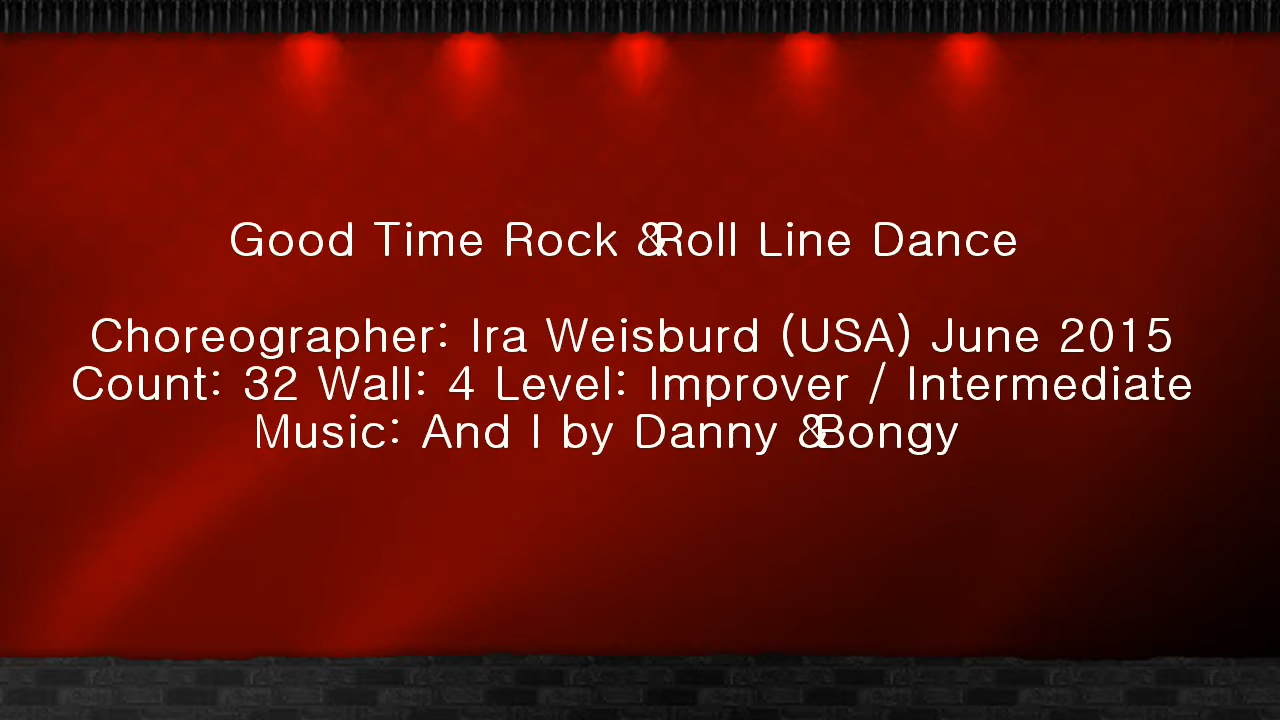 Good Time Rock &Roll Line Dance
Choreographer: Ira Weisburd (USA) June 2015
Count: 32 Wall: 4 Level: Improver / Intermediate
Music: And I by Danny &Bongy